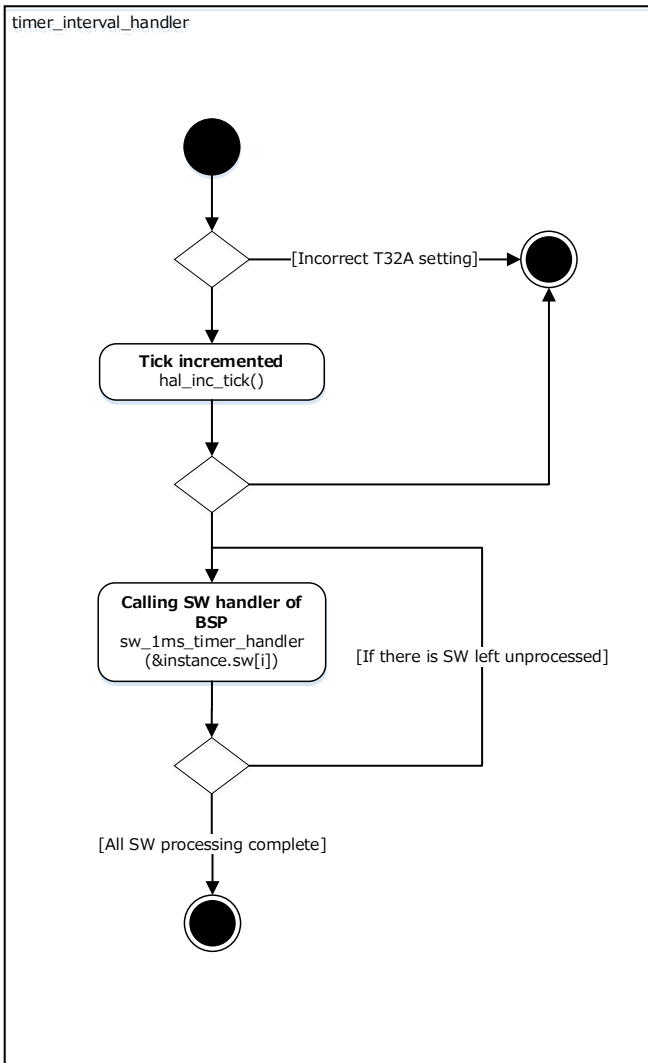 timer_interval_handler
[Incorrect T32A setting]
Tick incremented
hal_inc_tick()
Calling SW handler of
BSP
sw_1ms_timer_handler
(&instance.sw[i])
[If there is SW left unprocessed]
[All SW processing complete]